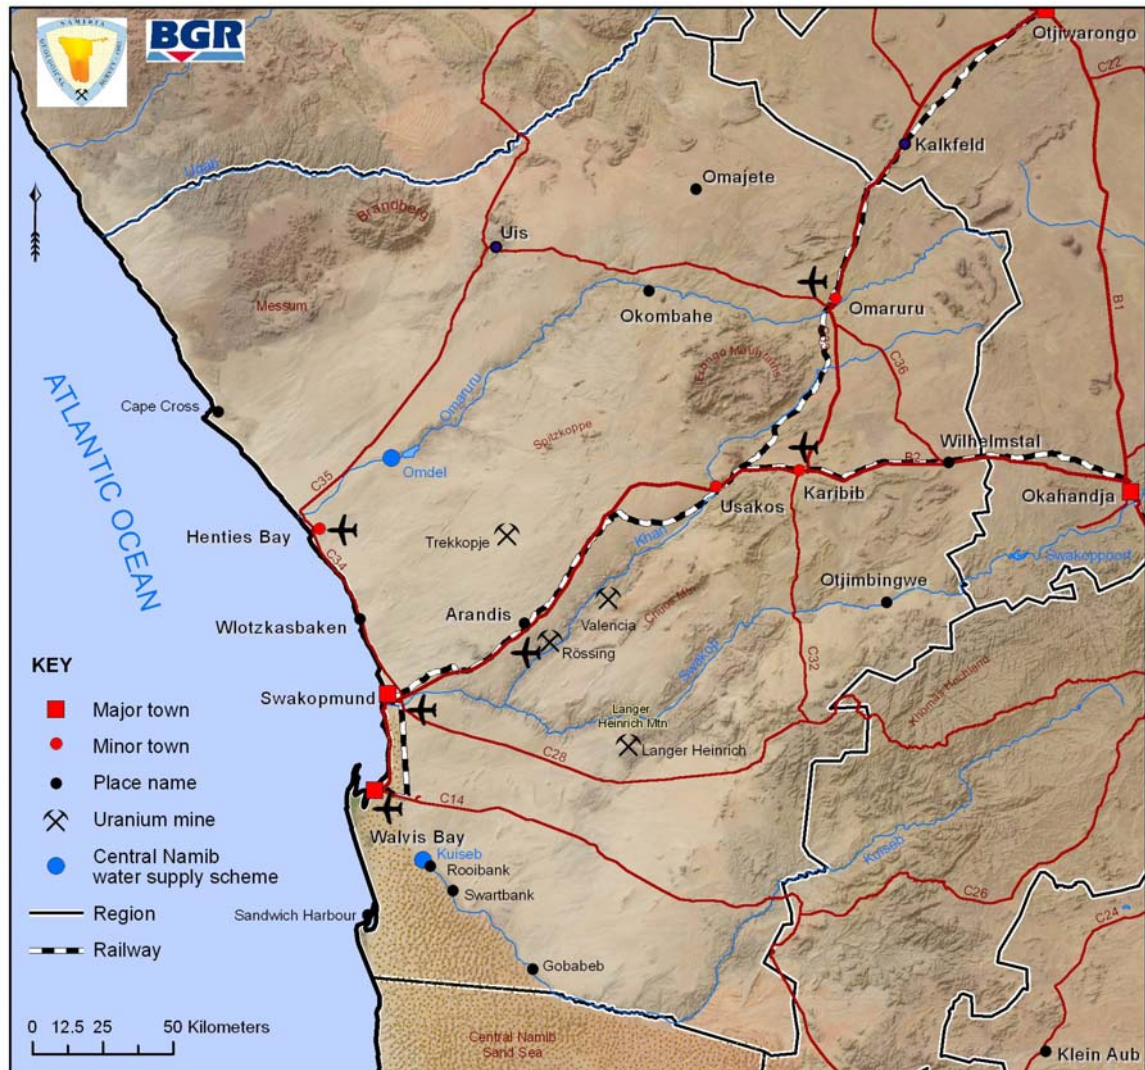 NAMIBIA
GEOLOGICAL
SURVEY
BGR
Otjiwarongo
C22
Kalkfeld
Ugab
Omajete
Brandberg
Uis
Messum
Okombahe
Omaruru
B1
Erongo Mountains
C36
ATLANTIC OCEAN
Cape Cross
Omaruru
Spitzkoppe
Omdel
C35
Wilhelmstal
B2
Usakos
Karibib
Okahandja
Henties Bay
C34
Trekkopje
Khan
Swakoppoort
Otjimbingwe
Wlotzkasbaken
Arandis
Valencia
Rössing
Swakop
C32
Khomas Hochland
Swakopmund
Langer
Heinrich Mtn
Langer Heinrich
C28
C14
Walvis Bay
Kuiseb
Rooibank
Swartbank
Kuiseb
C26
C24
Sandwich Harbour
Gobabeb
Central Namib
Sand Sea
Klein Aub
KEY
Major town
Minor town
Place name
Uranium mine
Central Namib
water supply scheme
Region
Railway
0 12.5 25 50 Kilometers